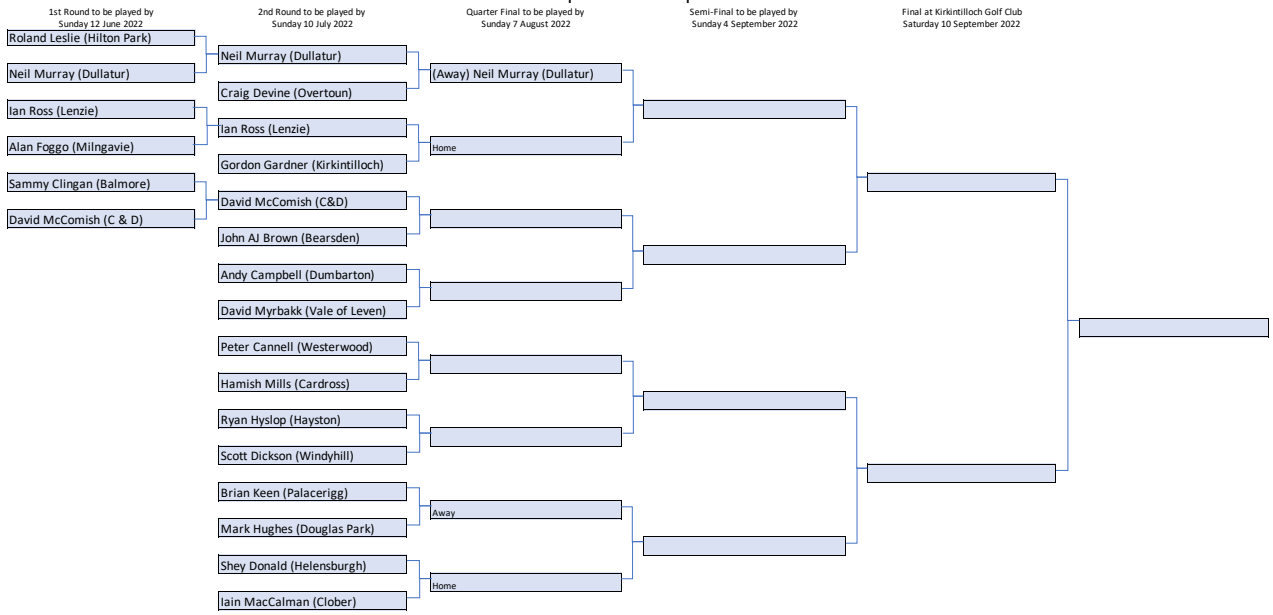 1st Round to be played by
Sunday 12 June 2022
2nd Round to be played by
Sunday 10 July 2022
Quarter Final to be played by
Sunday 7 August 2022
Semi-Final to be played by
Sunday 4 September 2022
Final at Kirkintilloch Golf Club
Saturday 10 September 2022
Roland Leslie (Hilton Park)
Neil Murray (Dullatur)
Ian Ross (Lenzie)
Alan Foggo (Milngavie)
Sammy Clingan (Balmore)
David McComish (C & D)
Neil Murray (Dullatur)
Craig Devine (Overtoun)
Ian Ross (Lenzie)
Gordon Gardner (Kirkintilloch)
David McComish (C&D)
John AJ Brown (Bearsden)
Andy Campbell (Dumbarton)
David Myrbakk (Vale of Leven)
Peter Cannell (Westerwood)
Hamish Mills (Cardross)
Ryan Hyslop (Hayston)
Scott Dickson (Windyhill)
Brian Keen (Palacerigg)
Mark Hughes (Douglas Park)
Shey Donald (Helensburgh)
Iain MacCalman (Clober)
(Away) Neil Murray (Dullatur)
Home
Away
Home